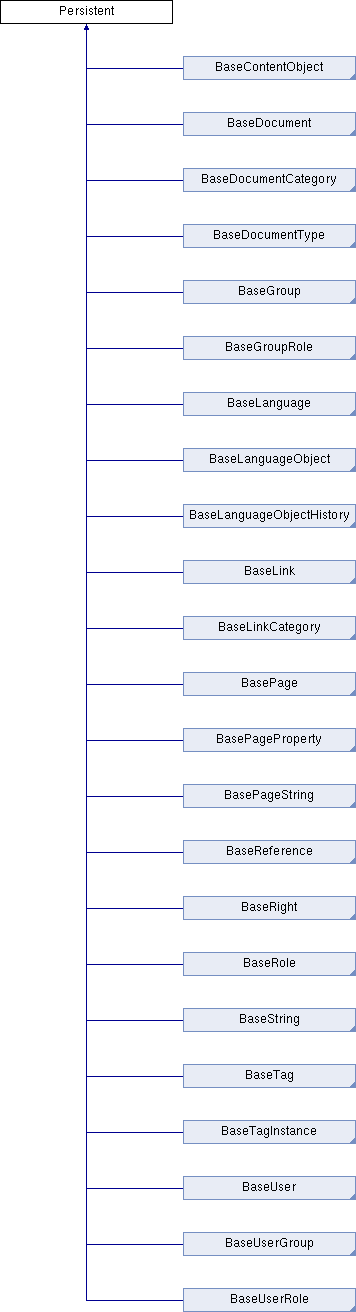 Persistent
BaseContentObject
BaseDocument
BaseDocumentCategory
BaseDocumentType
BaseGroup
BaseGroupRole
BaseLanguage
BaseLanguageObject
BaseLanguageObjectHistory
BaseLink
BaseLinkCategory
BasePage
BasePageProperty
BasePageString
BaseReference
BaseRight
BaseRole
BaseString
BaseTag
BaseTagInstance
BaseUser
BaseUserGroup
BaseUserRole